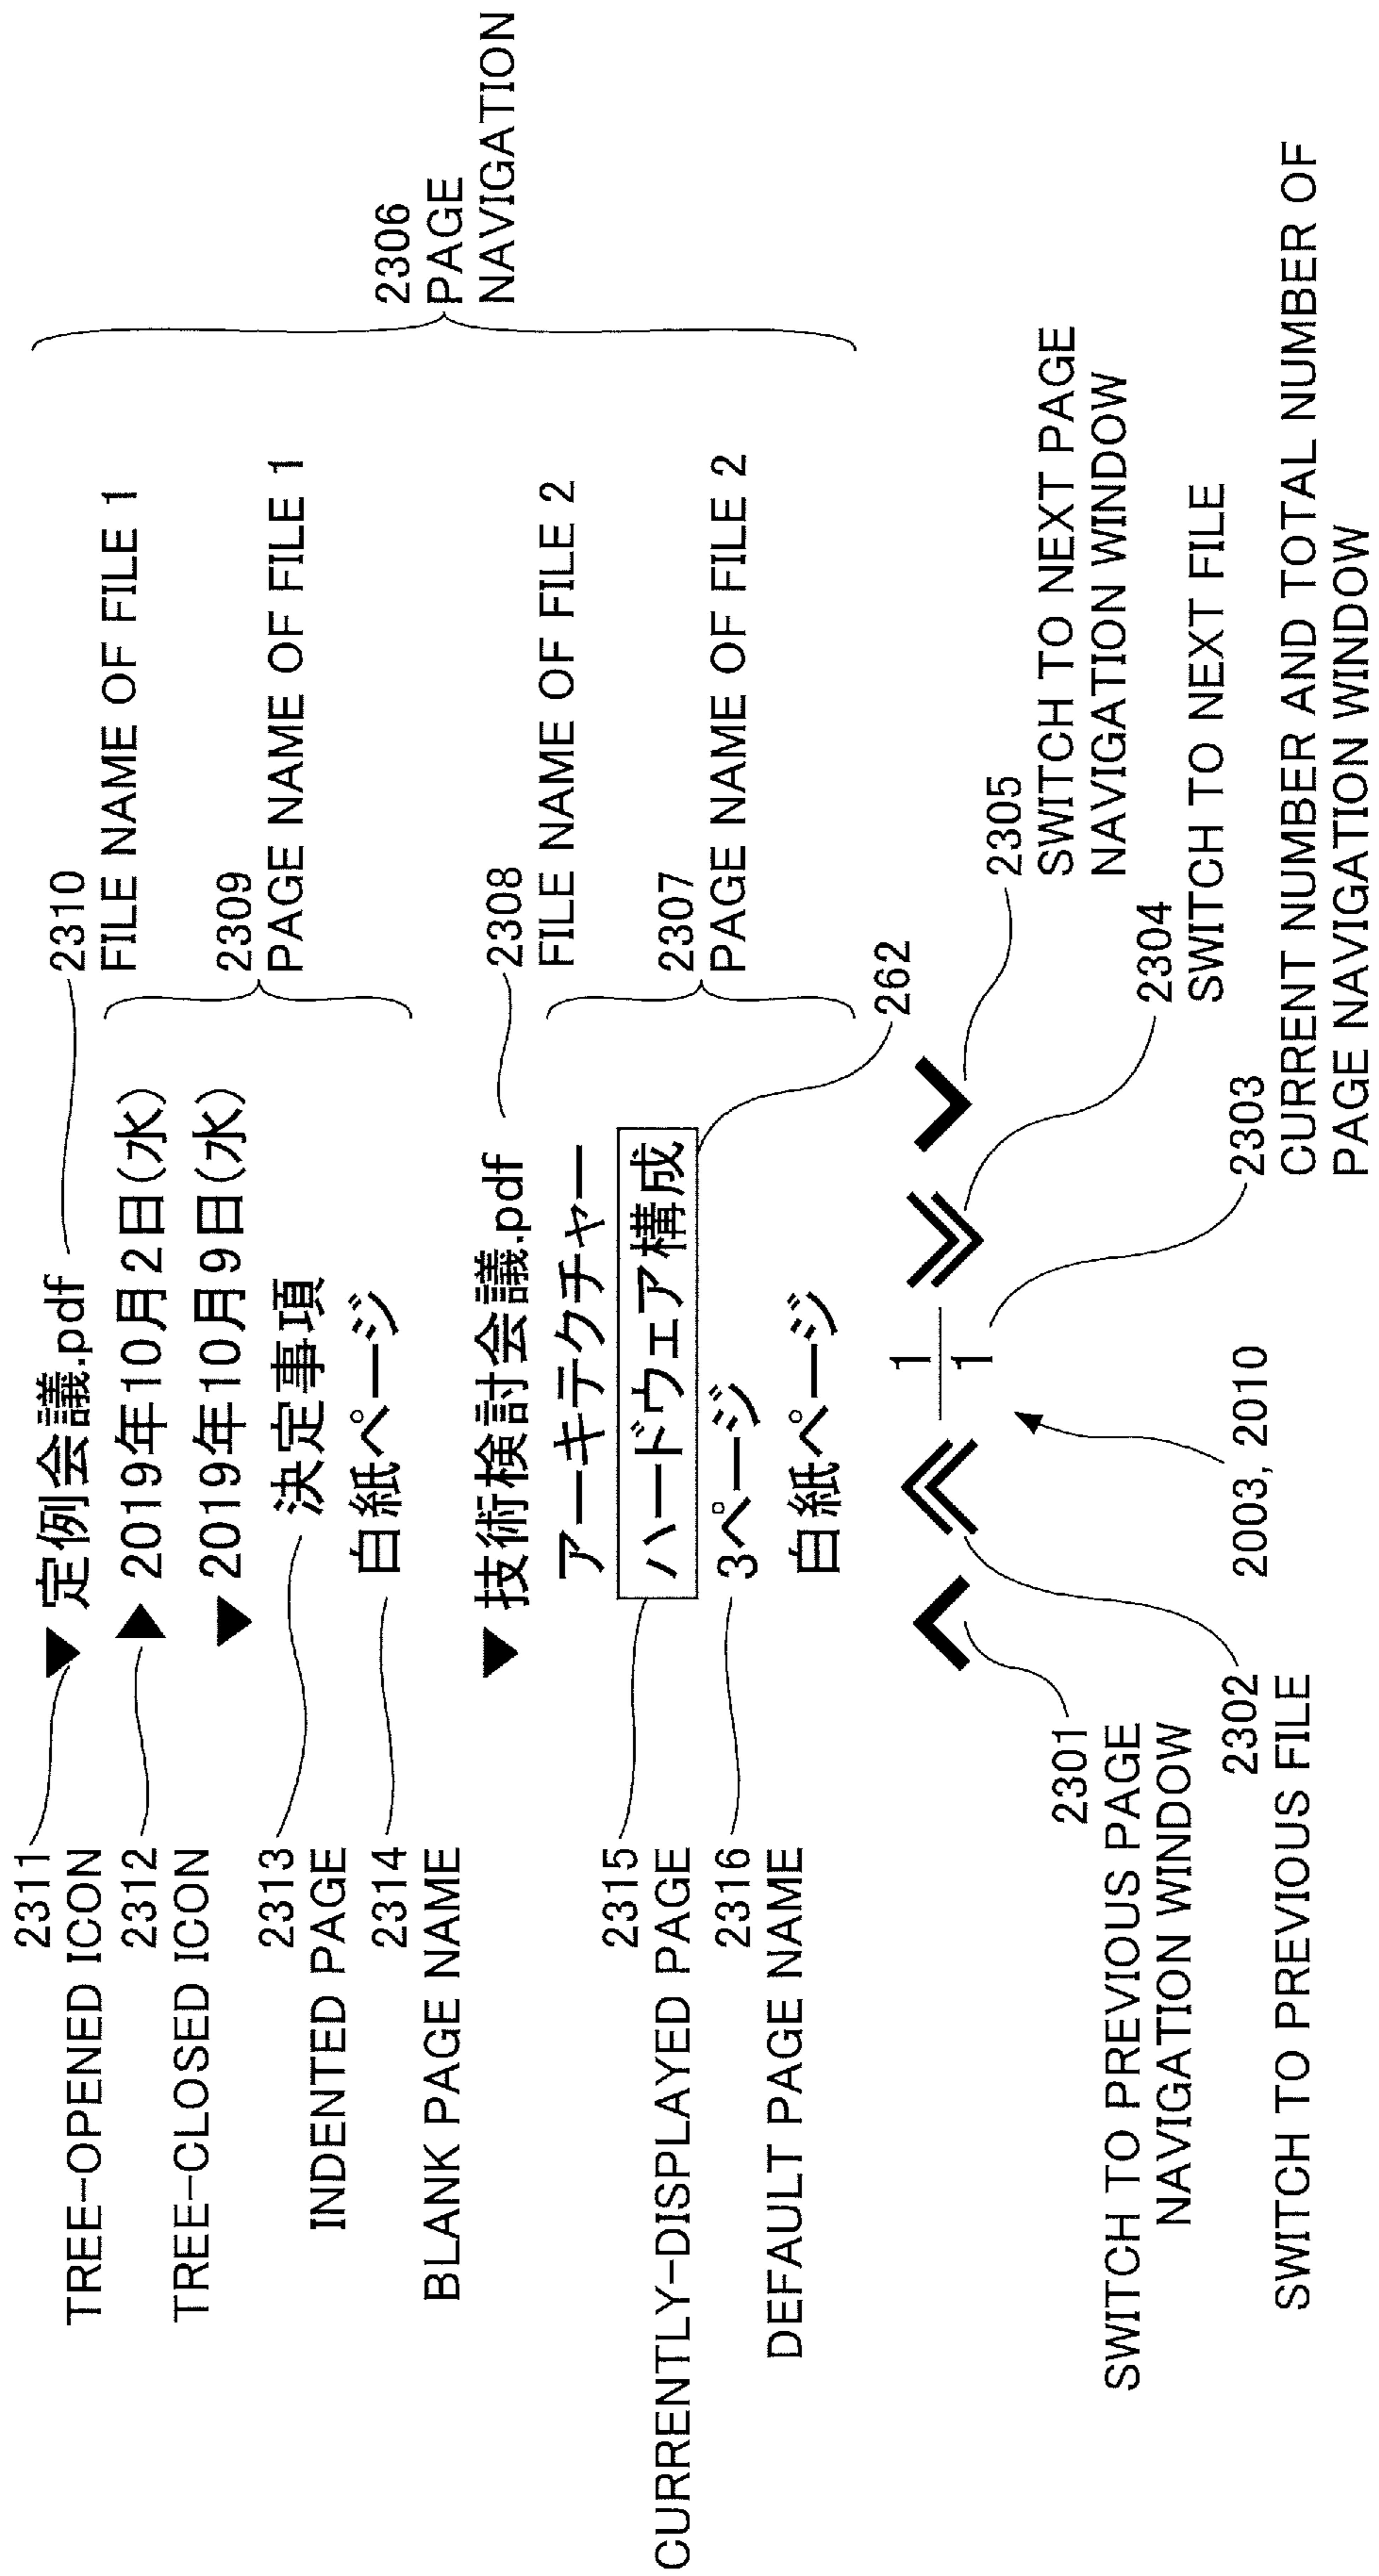 2311
TREE-OPENED ICON
2312
TREE-CLOSED ICON
2313
INDENTED PAGE
2314
BLANK PAGE NAME
2315
CURRENTLY-DISPLAYED PAGE
2316
DEFAULT PAGE NAME
▼ 定例会議.pdf
▶ 2019年10月2日(水)
▼ 2019年10月9日(水)
決定事項
白紙ページ
▼ 技術検討会議.pdf
アーキテクチャー
ハードウェア構成
3ページ
白紙ページ
1
1
2310
FILE NAME OF FILE 1
2309
PAGE NAME OF FILE 1
2308
FILE NAME OF FILE 2
2307
PAGE NAME OF FILE 2
262
2306
PAGE
NAVIGATION
2301
SWITCH TO PREVIOUS PAGE
NAVIGATION WINDOW
2302
SWITCH TO PREVIOUS FILE
2003, 2010
2305
SWITCH TO NEXT PAGE
NAVIGATION WINDOW
2304
SWITCH TO NEXT FILE
2303
CURRENT NUMBER AND TOTAL NUMBER OF
PAGE NAVIGATION WINDOW